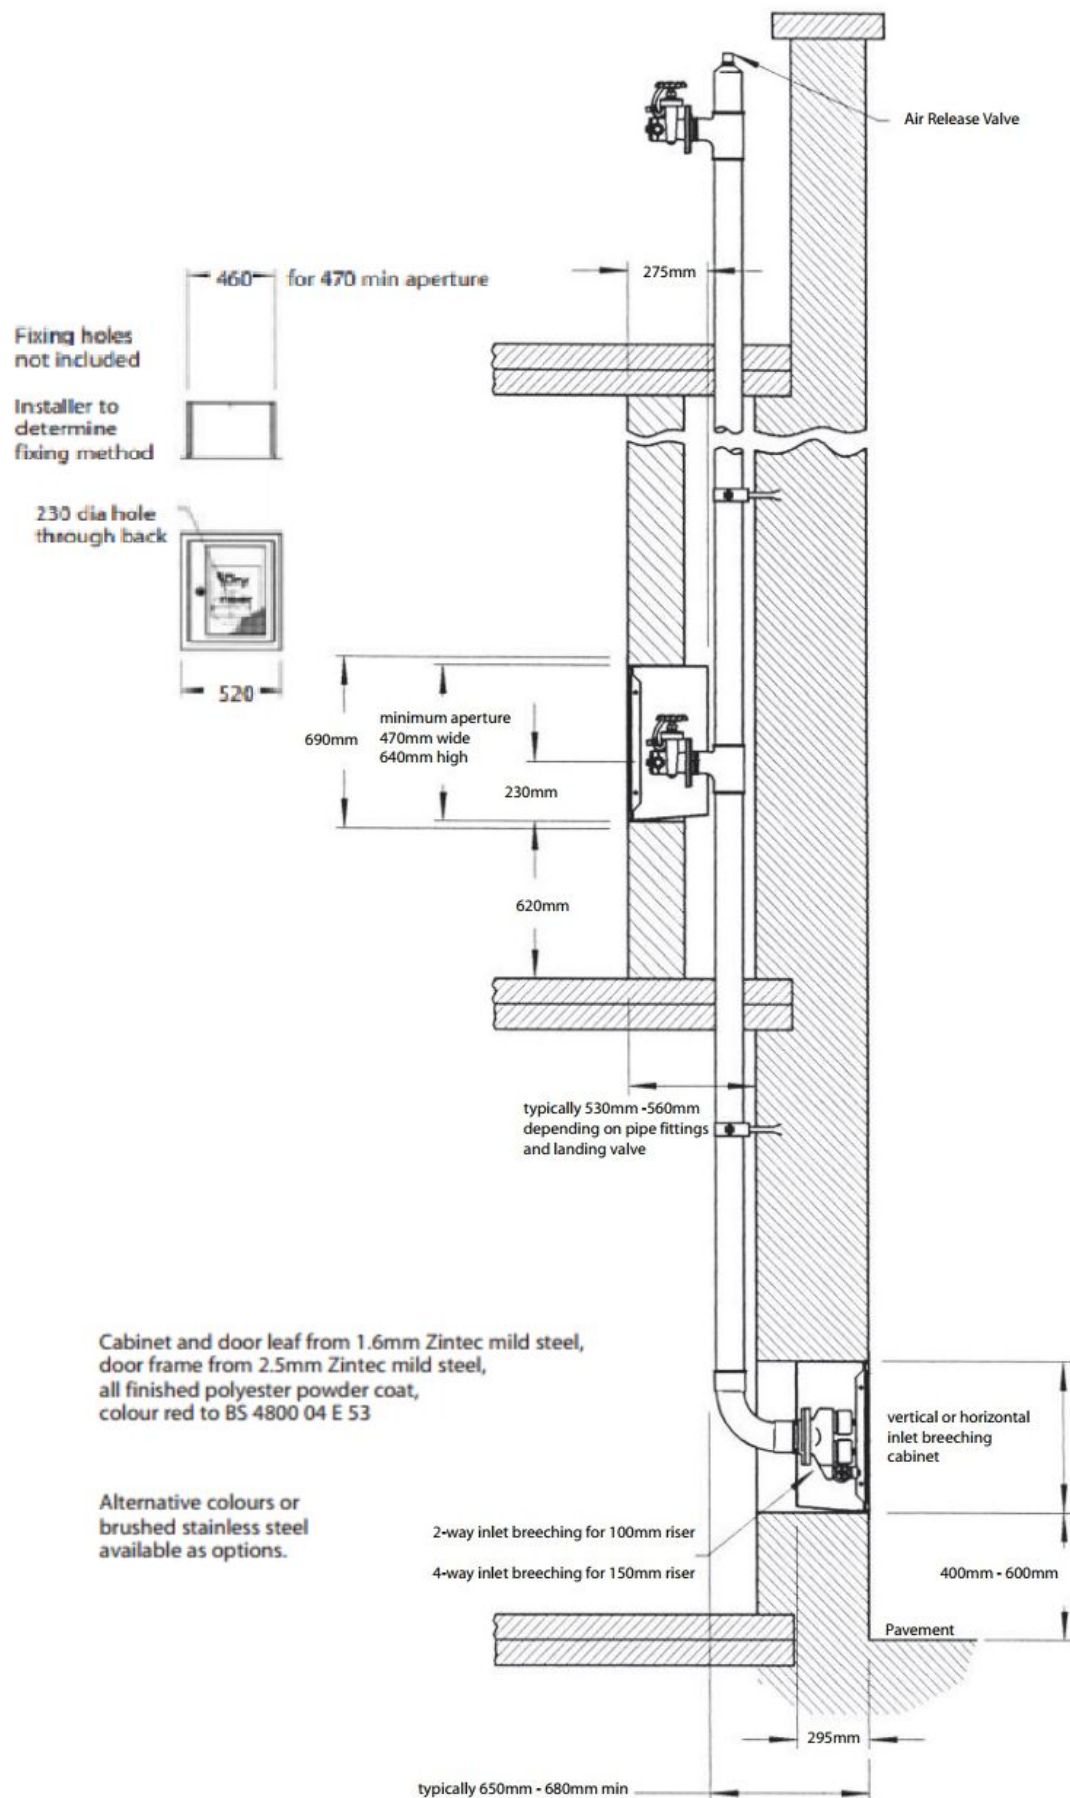 Air Release Valve
275mm
460
for 470 min aperture
Fixing holes
not included
Installer to
determine
fixing method
230 dia hole
through back
Dry
riser
520
690mm
minimum aperture
470mm wide
640mm high
230mm
620mm
typically 530mm -560mm
depending on pipe fittings
and landing valve
Cabinet and door leaf from 1.6mm Zintec mild steel,
door frame from 2.5mm Zintec mild steel,
all finished polyester powder coat,
colour red to BS 4800 04 E 53
vertical or horizontal
inlet breeching
cabinet
Alternative colours or
brushed stainless steel
available as options.
2-way inlet breeching for 100mm riser
4-way inlet breeching for 150mm riser
400mm - 600mm
Pavement
295mm
typically 650mm - 680mm min